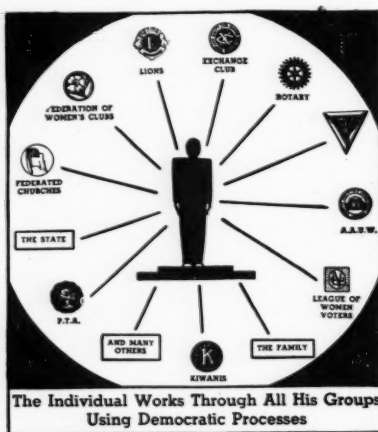 LIONS
EXCHANGE
CLUB
ROTARY
FEDERATION OF
WOMEN'S CLUBS
FEDERATED
CHURCHES
A.A.U.W.
THE STATE
LEAGUE OF
WOMEN
VOTERS
P.T.A.
AND MANY
OTHERS
THE FAMILY
K
KIWANIS
The Individual Works Through All His Groups
Using Democratic Processes